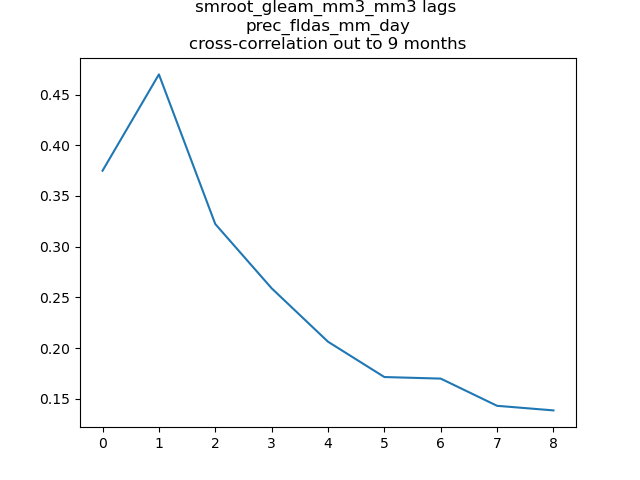 smroot_gleam_mm3_mm3 lags
prec_fldas_mm_day
cross-correlation out to 9 months
0.45
0.40
0.35
0.30
0.25
0.20
0.15
0 1 2 3 4 5 6 7 8